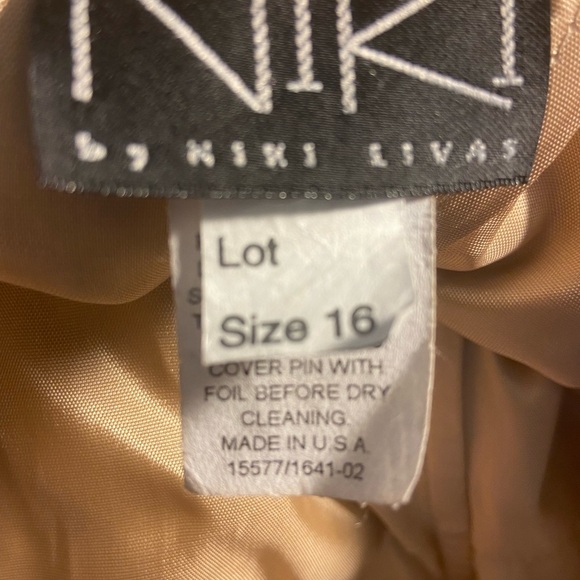 NIKI
by NIKI LIVAS
Lot
Size 16
COVER PIN WITH
FOIL BEFORE DRY
CLEANING.
MADE IN U.S.A.
15577/1641-02